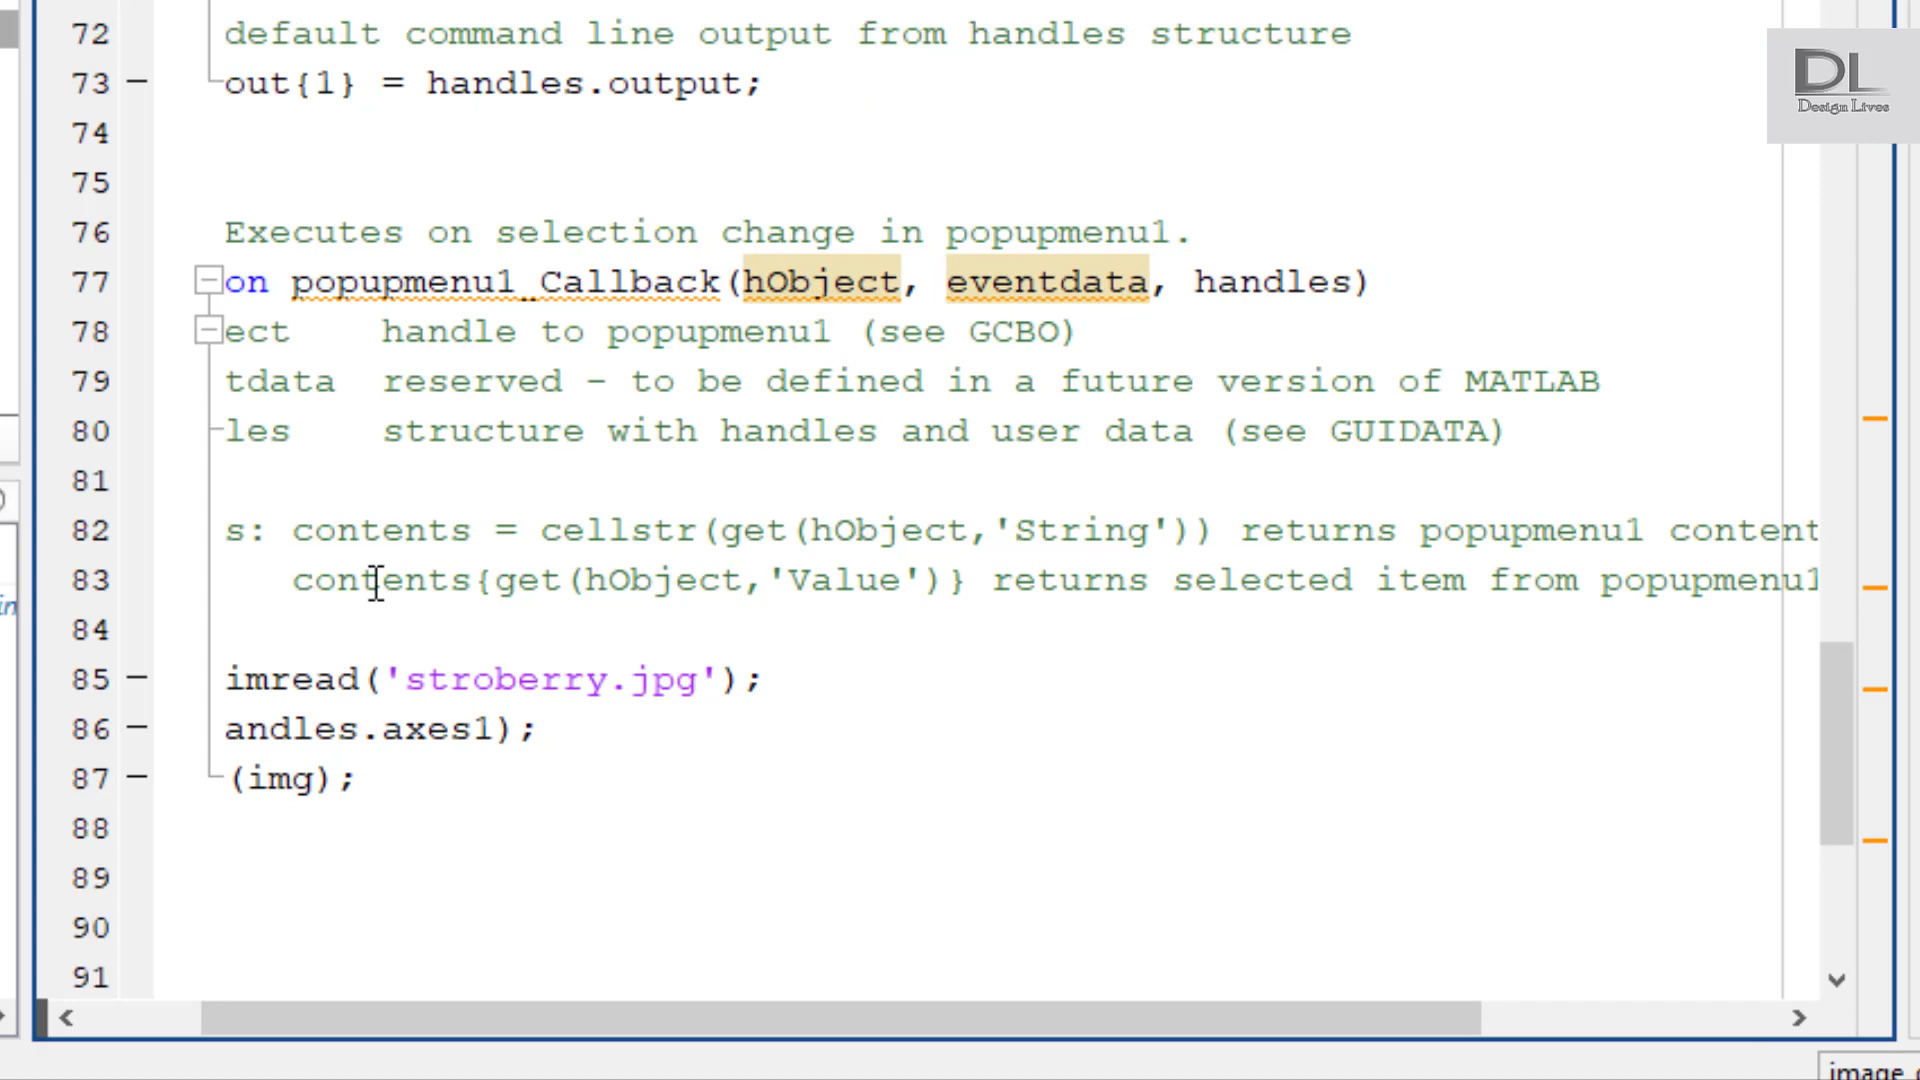 72 default command line output from handles structure
73 — out{1} = handles.output;
74
75
76 Executes on selection change in popupmenu1.
77 on popupmenu1_Callback(hObject, eventdata, handles)
78 ect handle to popupmenu1 (see GCBO)
79 tdata reserved - to be defined in a future version of MATLAB
80 les structure with handles and user data (see GUIDATA)
81
82 s: contents = cellstr(get(hObject,'String')) returns popupmenu1 content
83 contents{get(hObject,'Value')} returns selected item from popupmenu1
84
85 — imread('stroberry.jpg');
86 — andles.axes1);
87 — (img);
88
89
90
91
DL
Design Lives
in
image_